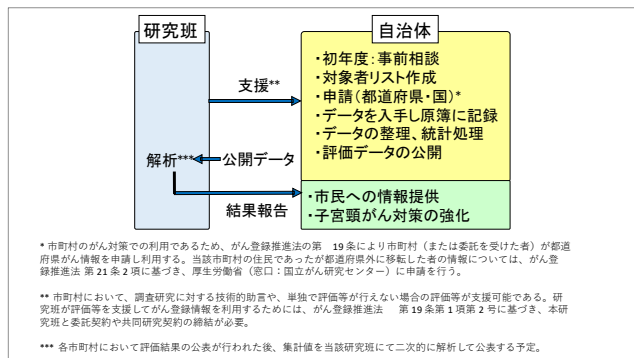 研究班
自治体
支援**
・初年度：事前相談
・対象者リスト作成
・申請（都道府県・国）*
・データを入手し原簿に記録
・データの整理、統計処理
・評価データの公開
解析***
公開データ
結果報告
・市民への情報提供
・子宮頸がん対策の強化
* 市町村のがん対策での利用であるため、がん登録推進法の第　19条により市町村（または委託を受けた者）が都道
府県がん情報を申請し利用する。当該市町村の住民であったが都道府県外に移転した者の情報については、がん登
録推進法 第21条2項に基づき、厚生労働省（窓口：国立がん研究センター）に申請を行う。
** 市町村において、調査研究に対する技術的助言や、単独で評価等が行えない場合の評価等が支援可能である。研
究班が評価等を支援してがん登録情報を利用するためには、がん登録推進法　第19条第1項第2号に基づき、本研
究班と委託契約や共同研究契約の締結が必要。
*** 各市町村において評価結果の公表が行われた後、集計値を当該研究班にて二次的に解析して公表する予定。